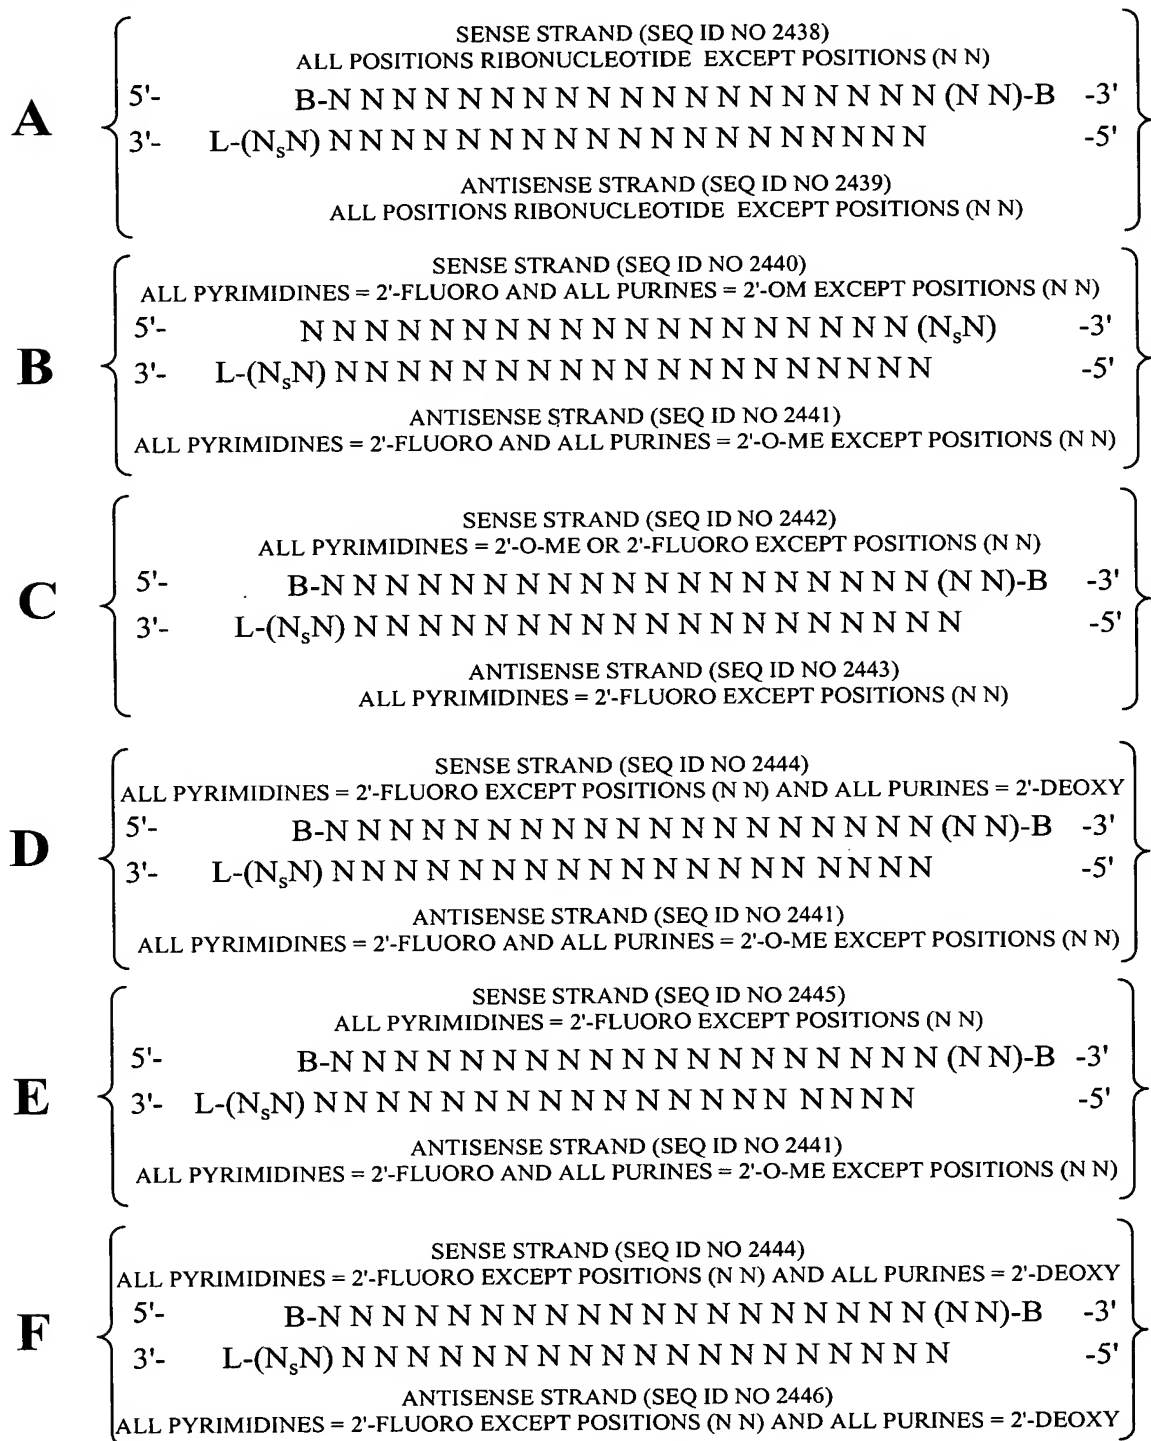 A
SENSE STRAND (SEQ ID NO 2438)
ALL POSITIONS RIBONUCLEOTIDE EXCEPT POSITIONS (N N)
5'- B-N N N N N N N N N N N N N N N N N N N (N N)-B -3'
3'- L-(NₛN) N N N N N N N N N N N N N N N N N N N -5'
ANTISENSE STRAND (SEQ ID NO 2439)
ALL POSITIONS RIBONUCLEOTIDE EXCEPT POSITIONS (N N)
B
SENSE STRAND (SEQ ID NO 2440)
ALL PYRIMIDINES = 2'-FLUORO AND ALL PURINES = 2'-OM EXCEPT POSITIONS (N N)
5'- N N N N N N N N N N N N N N N N N N N (NₛN) -3'
3'- L-(NₛN) N N N N N N N N N N N N N N N N N N N -5'
ANTISENSE STRAND (SEQ ID NO 2441)
ALL PYRIMIDINES = 2'-FLUORO AND ALL PURINES = 2'-O-ME EXCEPT POSITIONS (N N)
C
SENSE STRAND (SEQ ID NO 2442)
ALL PYRIMIDINES = 2'-O-ME OR 2'-FLUORO EXCEPT POSITIONS (N N)
5'- B-N N N N N N N N N N N N N N N N N N N (N N)-B -3'
3'- L-(NₛN) N N N N N N N N N N N N N N N N N N N -5'
ANTISENSE STRAND (SEQ ID NO 2443)
ALL PYRIMIDINES = 2'-FLUORO EXCEPT POSITIONS (N N)
D
SENSE STRAND (SEQ ID NO 2444)
ALL PYRIMIDINES = 2'-FLUORO EXCEPT POSITIONS (N N) AND ALL PURINES = 2'-DEOXY
5'- B-N N N N N N N N N N N N N N N N N N N (N N)-B -3'
3'- L-(NₛN) N N N N N N N N N N N N N N N N N N N -5'
ANTISENSE STRAND (SEQ ID NO 2441)
ALL PYRIMIDINES = 2'-FLUORO AND ALL PURINES = 2'-O-ME EXCEPT POSITIONS (N N)
E
SENSE STRAND (SEQ ID NO 2445)
ALL PYRIMIDINES = 2'-FLUORO EXCEPT POSITIONS (N N)
5'- B-N N N N N N N N N N N N N N N N N N N (N N)-B -3'
3'- L-(NₛN) N N N N N N N N N N N N N N N N N N N -5'
ANTISENSE STRAND (SEQ ID NO 2441)
ALL PYRIMIDINES = 2'-FLUORO AND ALL PURINES = 2'-O-ME EXCEPT POSITIONS (N N)
F
SENSE STRAND (SEQ ID NO 2444)
ALL PYRIMIDINES = 2'-FLUORO EXCEPT POSITIONS (N N) AND ALL PURINES = 2'-DEOXY
5'- B-N N N N N N N N N N N N N N N N N N N (N N)-B -3'
3'- L-(NₛN) N N N N N N N N N N N N N N N N N N N -5'
ANTISENSE STRAND (SEQ ID NO 2446)
ALL PYRIMIDINES = 2'-FLUORO EXCEPT POSITIONS (N N) AND ALL PURINES = 2'-DEOXY